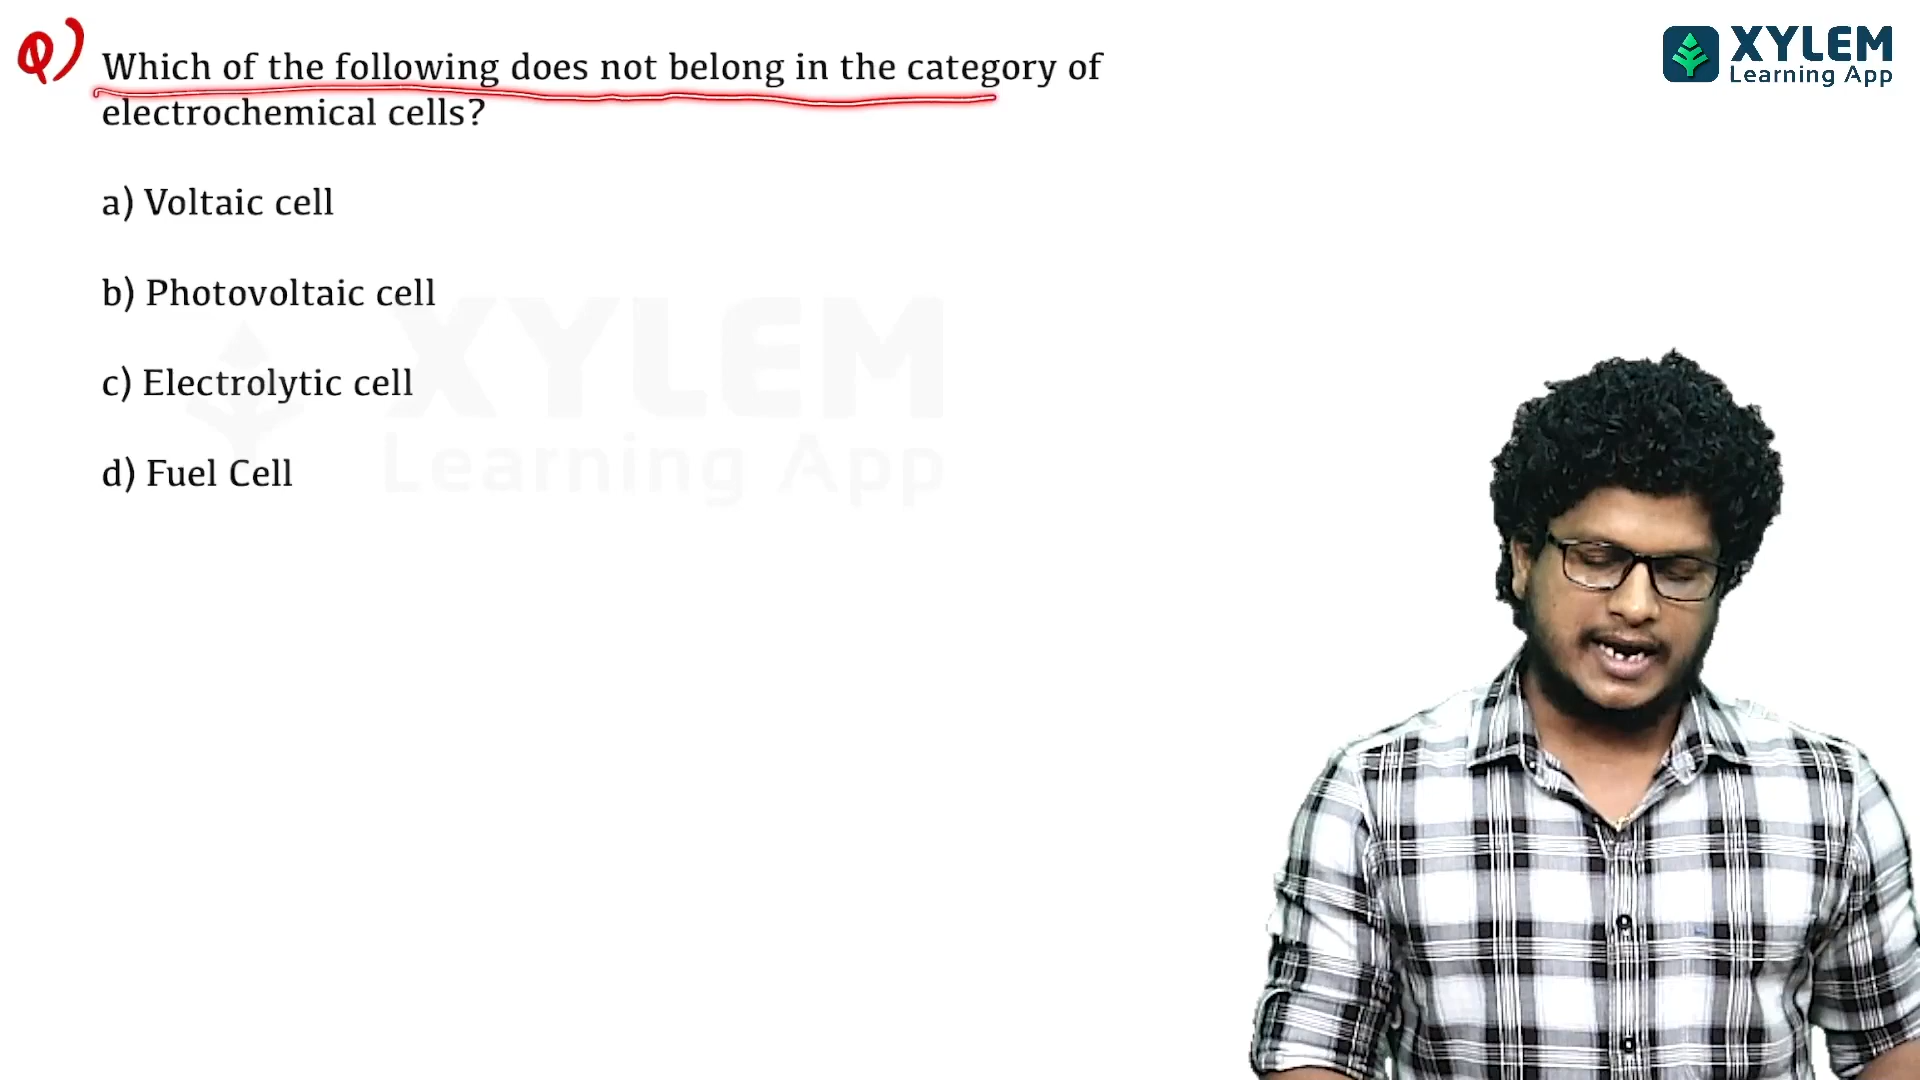 Q)
Which of the following does not belong in the category of
electrochemical cells?
a) Voltaic cell
b) Photovoltaic cell
c) Electrolytic cell
d) Fuel Cell
XYLEM
Learning App
XYLEM
Learning App